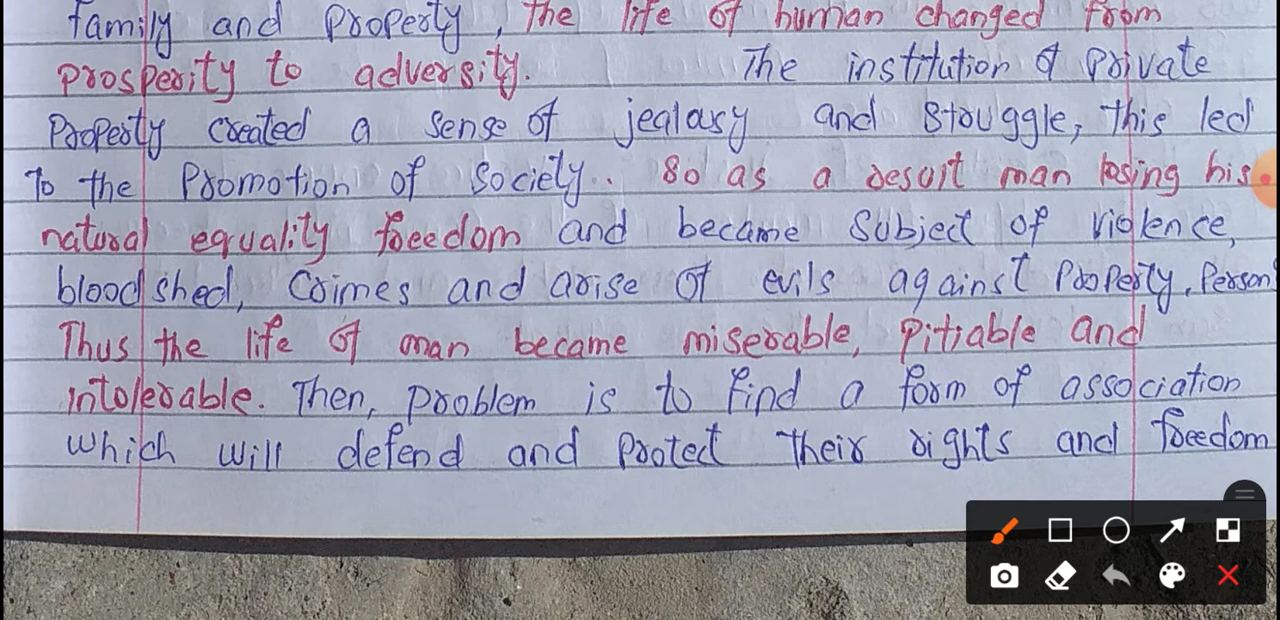 family and property, the life of human changed from
prosperity to adversity. The institution of private
Property created a sense of jealasy and struggle, this led
To the promotion of society. So as a result man losing his
natural equality freedom and became Subject of violence,
bloodshed, Crimes and arise of evils against Property, Person
Thus the life of man became miserable, Pitiable and
intolerable. Then, problem is to find a form of association
which will defend and Protect their rights and freedom